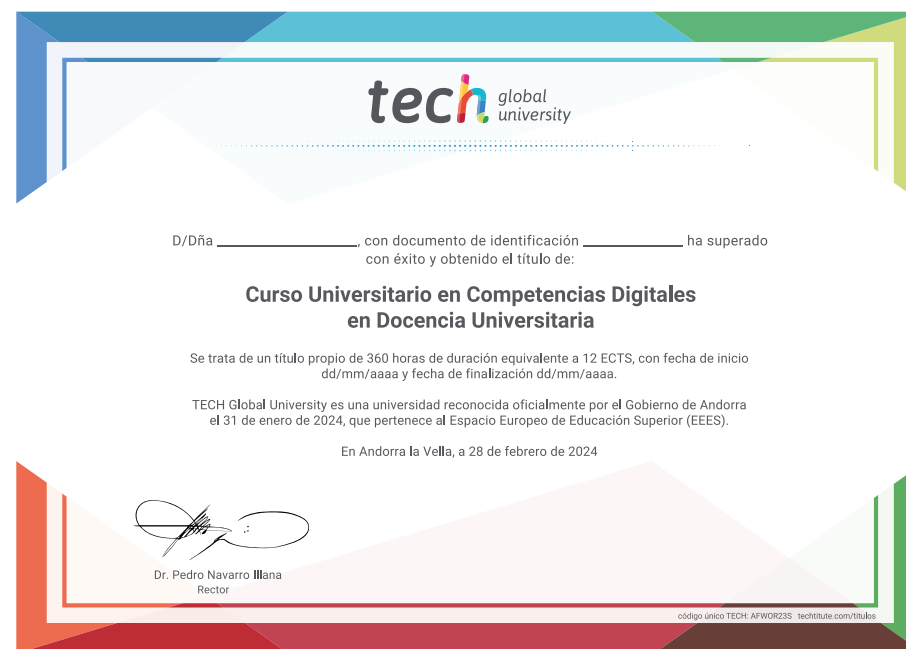 tech global university
D/Dña ____________________, con documento de identificación ______________ ha superado
con éxito y obtenido el título de:
Curso Universitario en Competencias Digitales
en Docencia Universitaria
Se trata de un título propio de 360 horas de duración equivalente a 12 ECTS, con fecha de inicio
dd/mm/aaaa y fecha de finalización dd/mm/aaaa.
TECH Global University es una universidad reconocida oficialmente por el Gobierno de Andorra
el 31 de enero de 2024, que pertenece al Espacio Europeo de Educación Superior (EEES).
En Andorra la Vella, a 28 de febrero de 2024
Dr. Pedro Navarro Illana
Rector
código único TECH: AFWOR23S techtitute.com/titulos